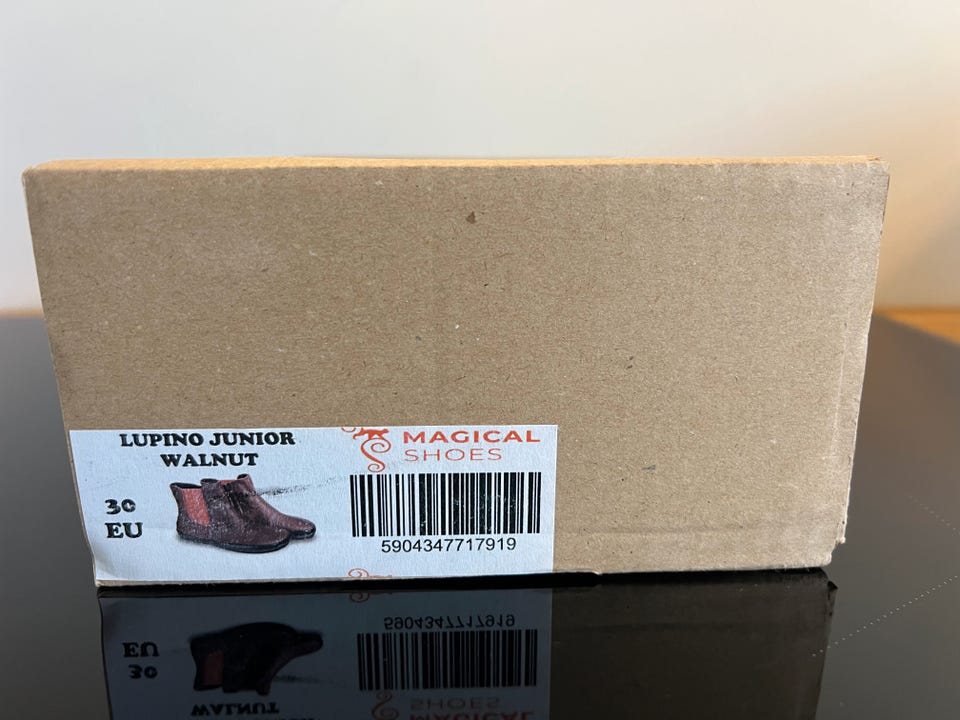 LUPINO JUNIOR
WALNUT
30
EU
MAGICAL
SHOES
5904347717919